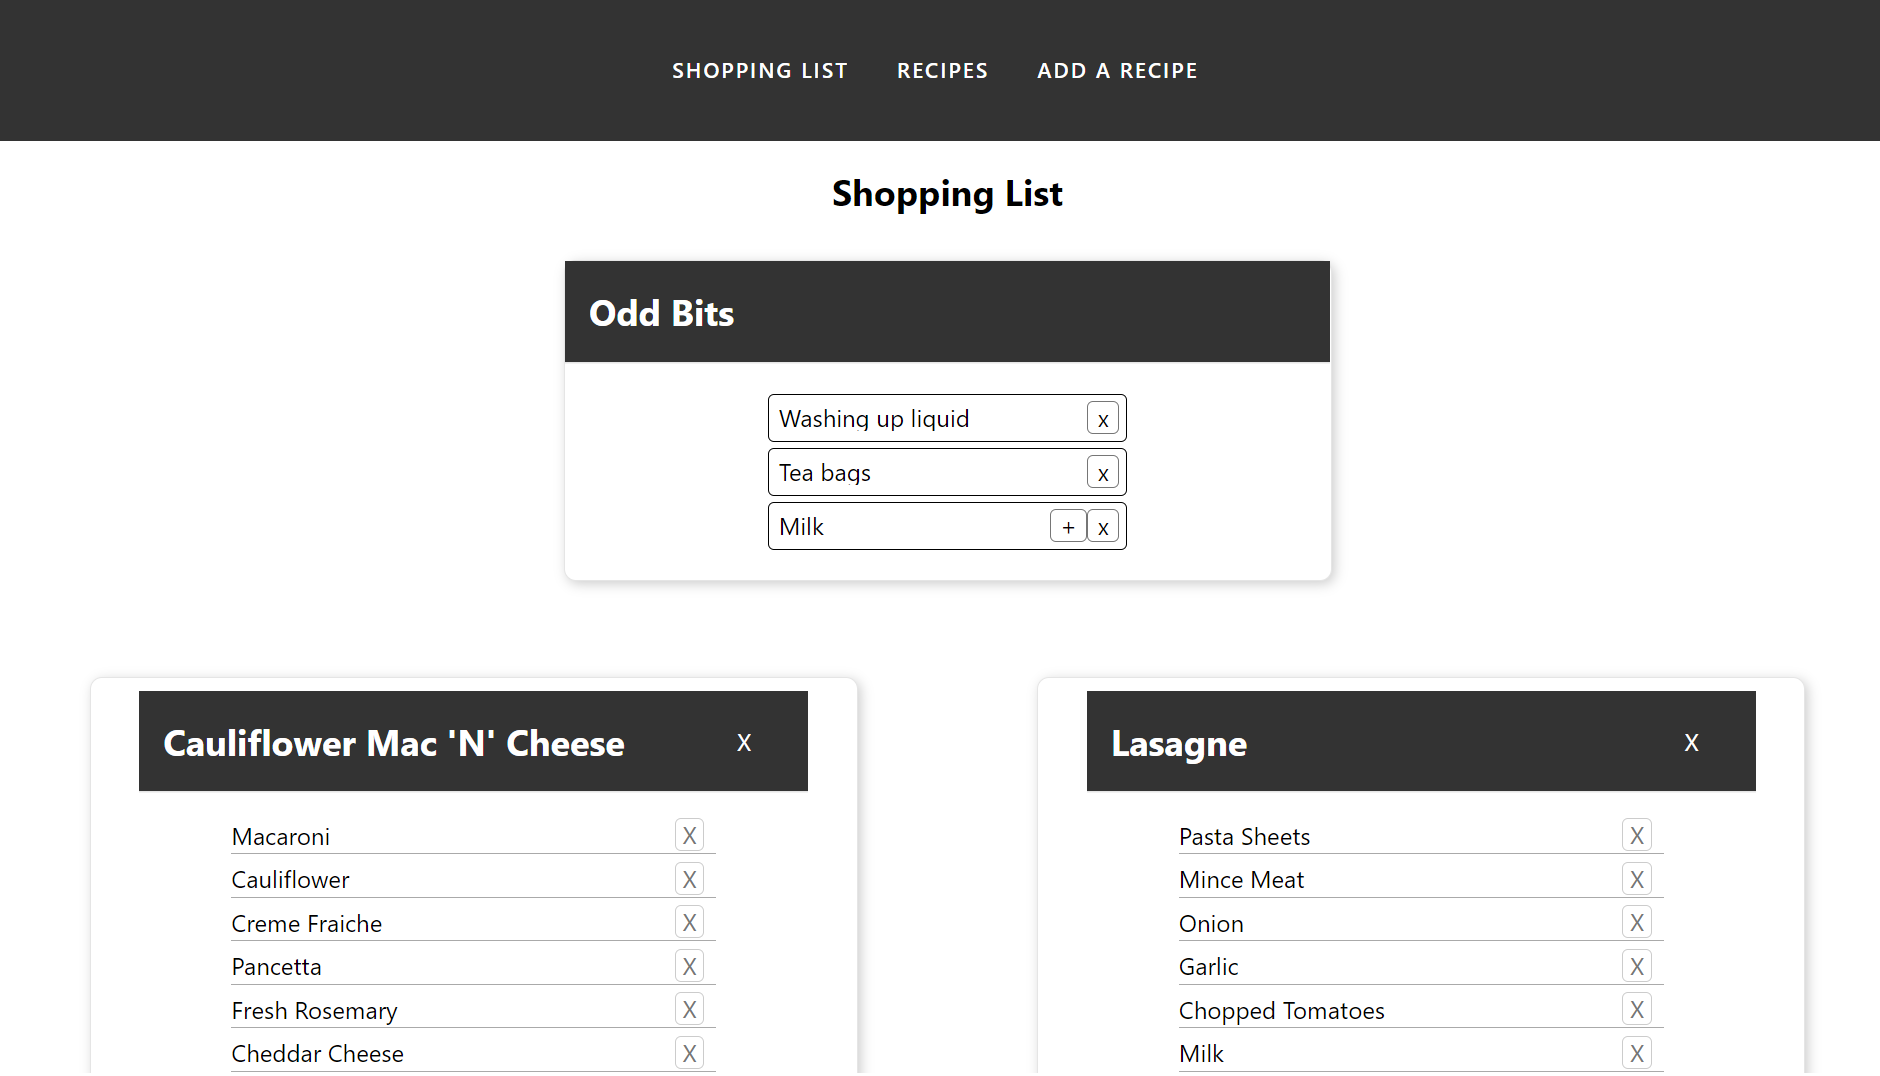 SHOPPING LIST RECIPES ADD A RECIPE
Shopping List
Odd Bits
Washing up liquid x
Tea bags x
Milk + x
Cauliflower Mac 'N' Cheese X
Macaroni X
Cauliflower X
Creme Fraiche X
Pancetta X
Fresh Rosemary X
Cheddar Cheese X
Lasagne X
Pasta Sheets X
Mince Meat X
Onion X
Garlic X
Chopped Tomatoes X
Milk X